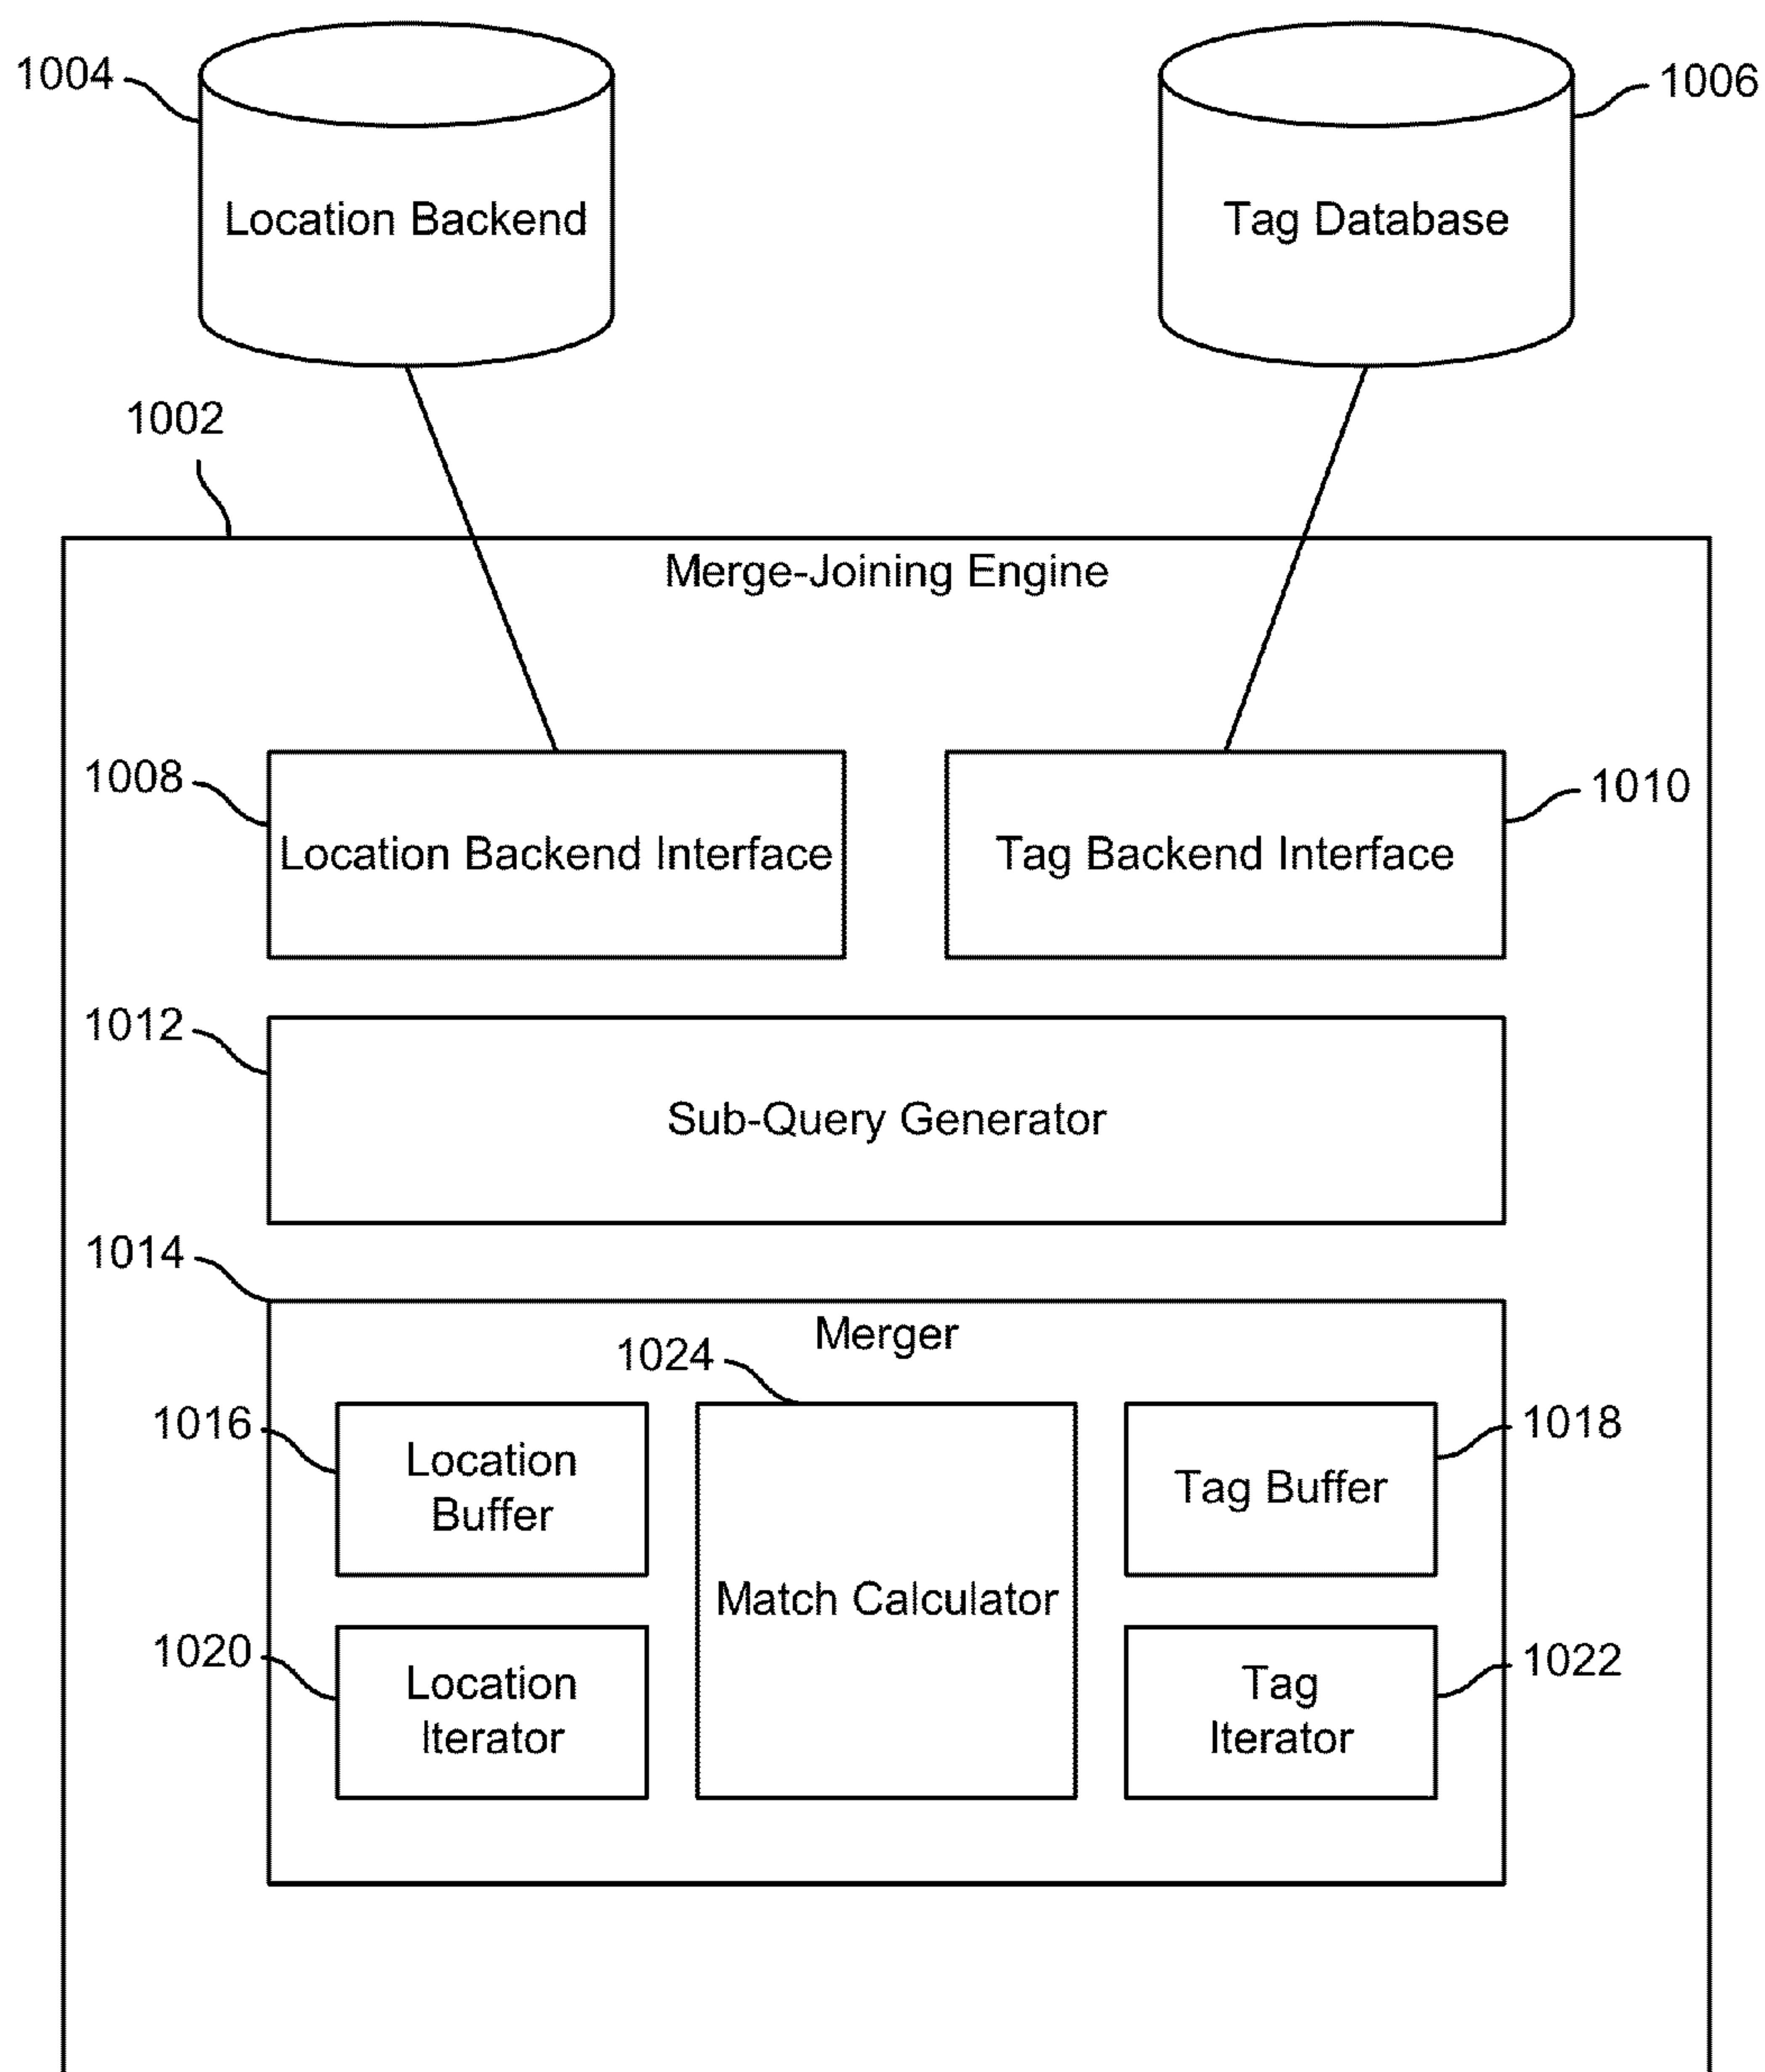 1004
1006
Location Backend
Tag Database
1002
Merge-Joining Engine
1008
1010
Location Backend Interface
Tag Backend Interface
1012
Sub-Query Generator
1014
Merger
1024
1016
1018
Location
Buffer
Tag Buffer
Match Calculator
1020
1022
Location
Iterator
Tag
Iterator